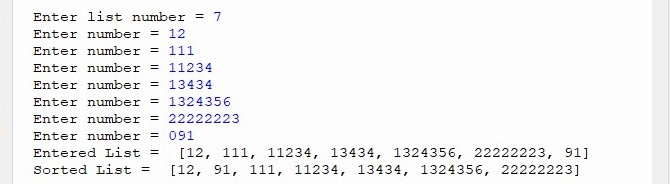 Enter list number = 7
Enter number = 12
Enter number = 111
Enter number = 11234
Enter number = 13434
Enter number = 1324356
Enter number = 22222223
Enter number = 091
Entered List =  [12, 111, 11234, 13434, 1324356, 22222223, 91]
Sorted List =  [12, 91, 111, 11234, 13434, 1324356, 22222223]